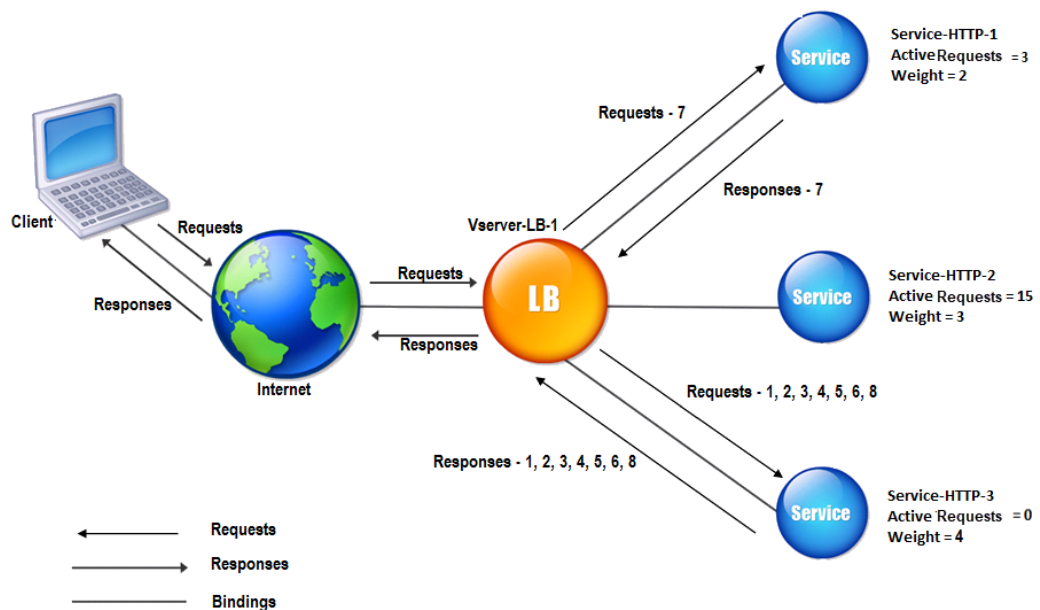 Service-HTTP-1
Active Requests = 3
Weight = 2
Service
Requests - 7
Responses - 7
Client
Requests
Responses
Internet
Requests
Responses
Vserver-LB-1
LB
Service
Service-HTTP-2
Active Requests = 15
Weight = 3
Requests - 1, 2, 3, 4, 5, 6, 8
Responses - 1, 2, 3, 4, 5, 6, 8
Service
Service-HTTP-3
Active Requests = 0
Weight = 4
Requests
Responses
Bindings